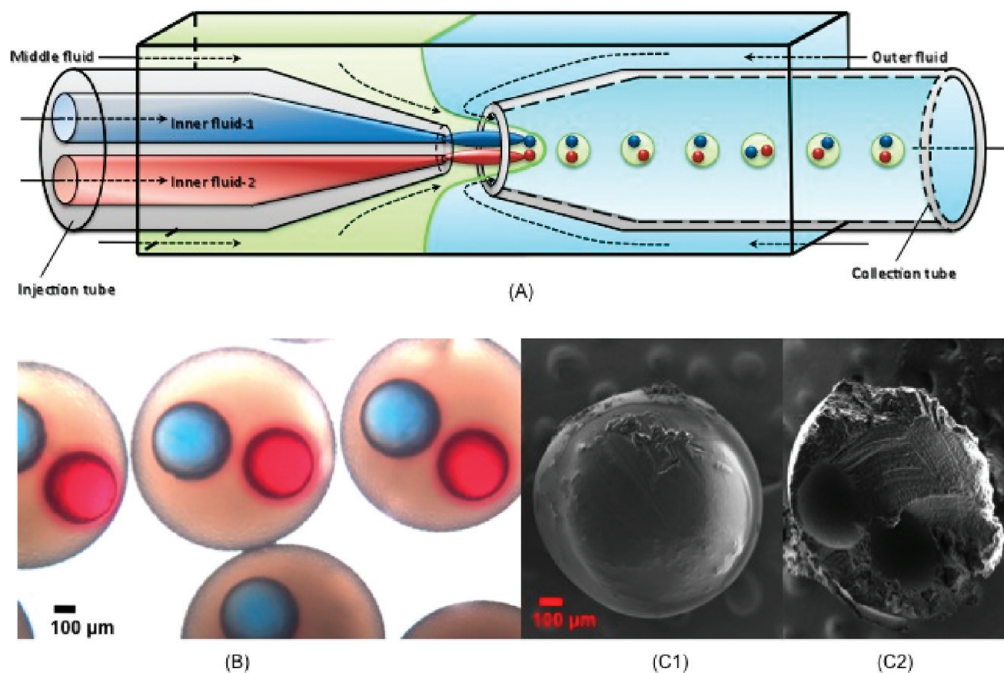 Middle fluid
Outer fluid
Inner fluid-1
Inner fluid-2
Injection tube
Collection tube
(A)
100 µm
100 µm
(B)
(C1)
(C2)